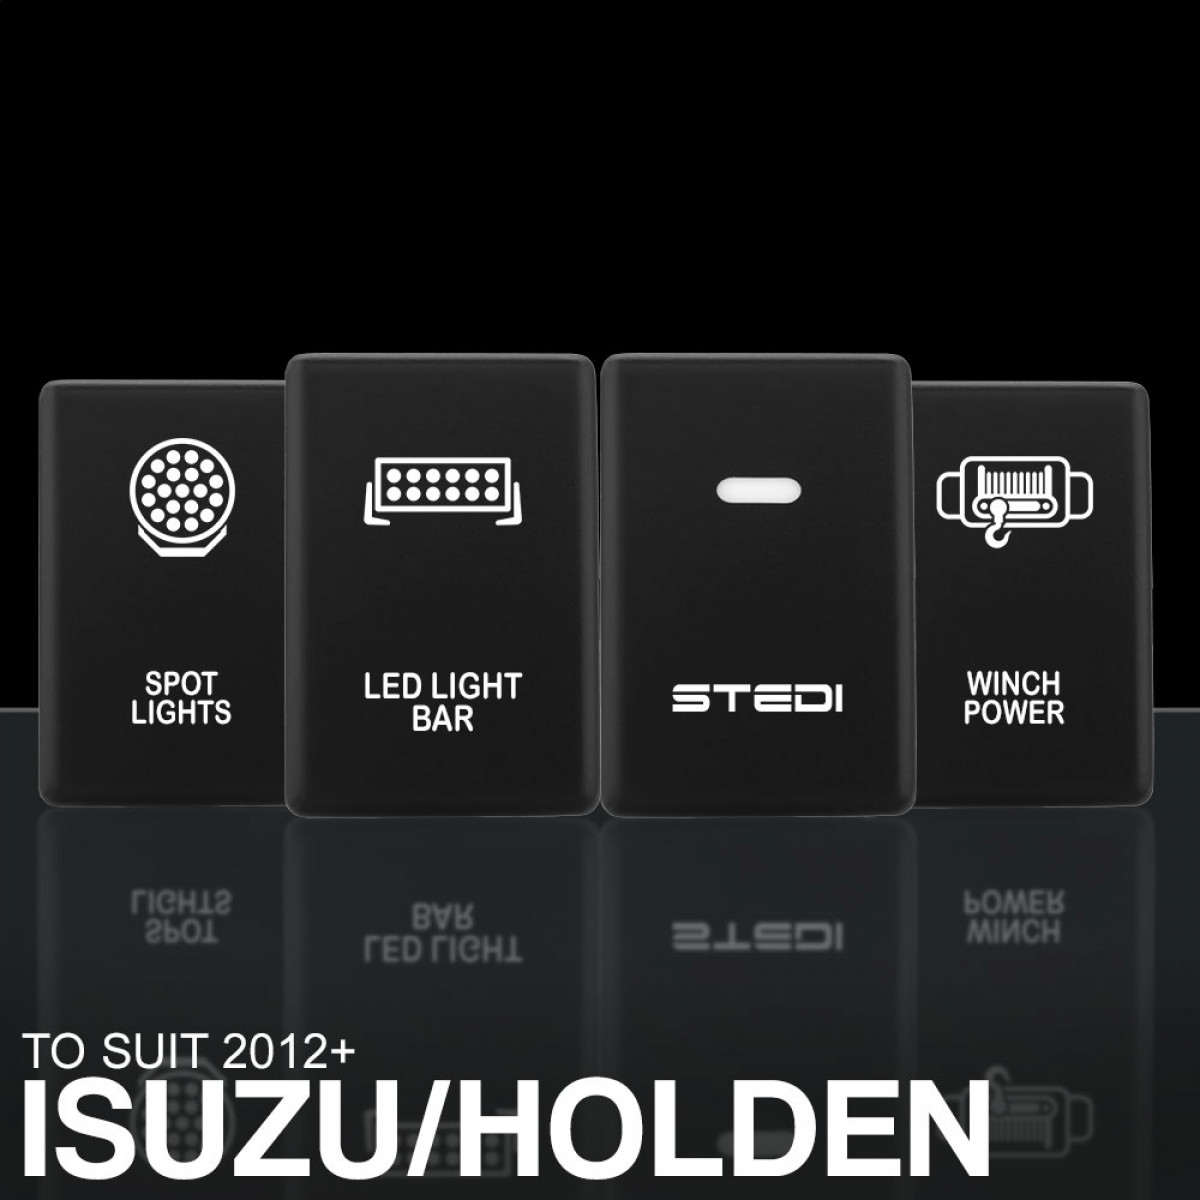 SPOT
LIGHTS
LED LIGHT
BAR
STEDI
WINCH
POWER
TO SUIT 2012+
ISUZU/HOLDEN